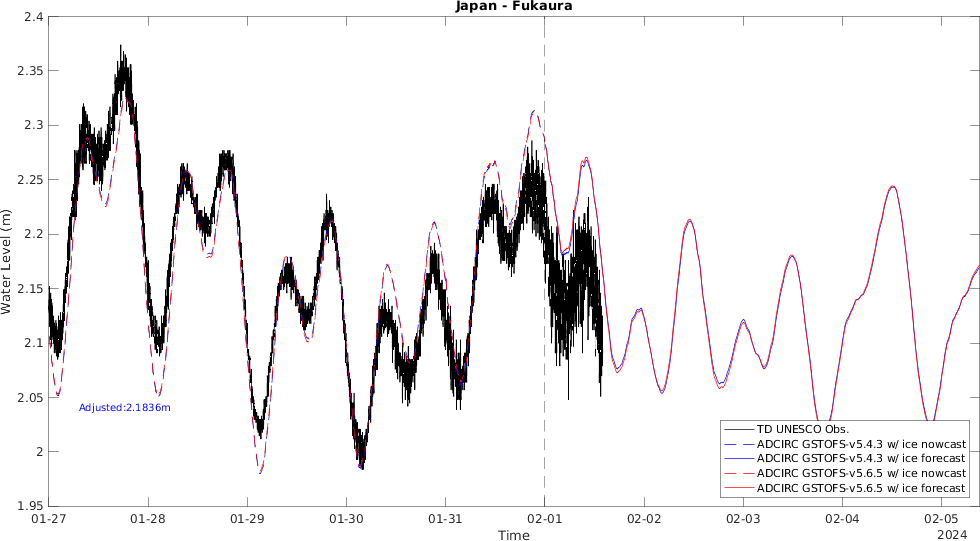 Japan - Fukaura
2.4
2.35
2.3
2.25
2.2
2.15
2.1
2.05
2
1.95
Water Level (m)
Adjusted:2.1836m
TD UNESCO Obs.
ADCIRC GSTOFS-v5.4.3 w/ ice nowcast
ADCIRC GSTOFS-v5.4.3 w/ ice forecast
ADCIRC GSTOFS-v5.6.5 w/ ice nowcast
ADCIRC GSTOFS-v5.6.5 w/ ice forecast
01-27 01-28 01-29 01-30 01-31 02-01 02-02 02-03 02-04 02-05
Time
2024